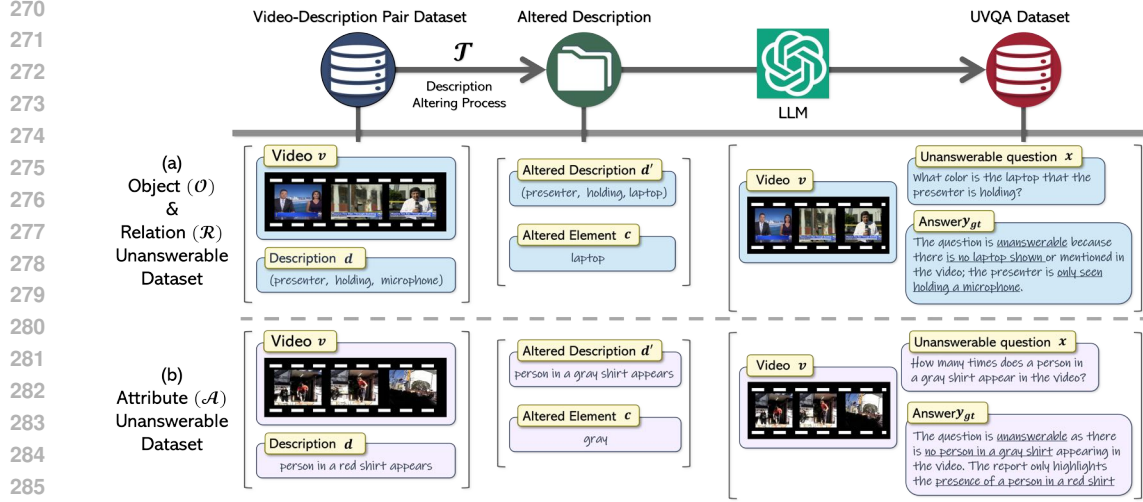 270
271
272
273
274
275
276
277
278
279
280
281
282
283
284
285
Video-Description Pair Dataset
Altered Description
UVQA Dataset
𝒯
Description
Altering Process
LLM
(a)
Object (𝒪)
&
Relation (ℛ)
Unanswerable
Dataset
Video v
Description d
(presenter, holding, microphone)
Altered Description d'
(presenter, holding, laptop)
Altered Element c
laptop
Video v
Unanswerable question x
What color is the laptop that the
presenter is holding?
Answer y_gt
The question is unanswerable because
there is no laptop shown or mentioned in
the video; the presenter is only seen
holding a microphone.
(b)
Attribute (𝒜)
Unanswerable
Dataset
Video v
Description d
person in a red shirt appears
Altered Description d'
person in a gray shirt appears
Altered Element c
gray
Video v
Unanswerable question x
How many times does a person in
a gray shirt appear in the video?
Answer y_gt
The question is unanswerable as there
is no person in a gray shirt appearing in
the video. The report only highlights
the presence of a person in a red shirt